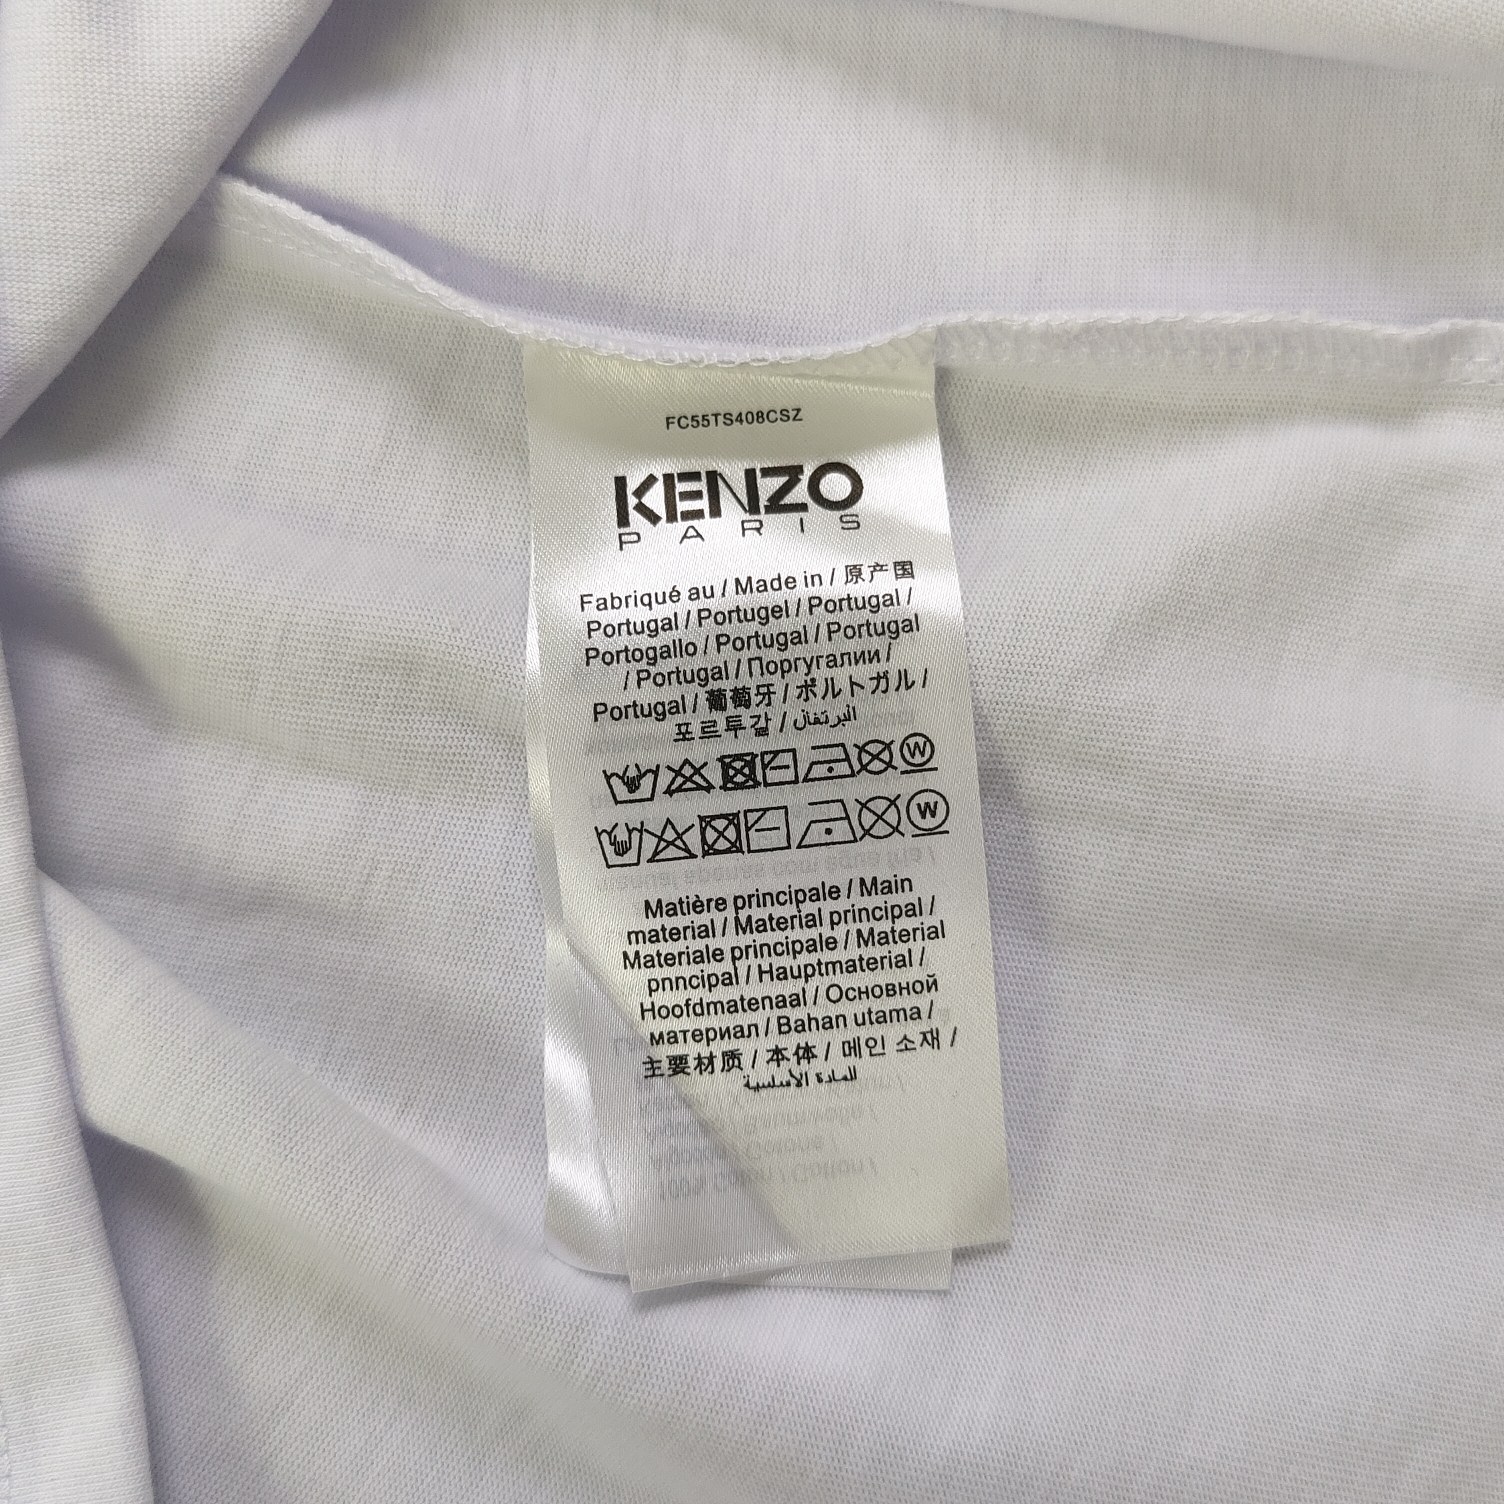 FC55TS408CSZ
KENZO
PARIS
Fabriqué au / Made in / 原产国
Portugal / Portugel / Portugal /
Portogallo / Portugal / Portugal
/ Portugal / Поргугалии /
Portugal / 葡萄牙 / ポルトガル /
포르투갈 / البرتغال
W
W
Matière principale / Main
material / Material principal /
Materiale principale / Material
pnncipal / Hauptmaterial /
Hoofdmatenaal / Основной
материал / Bahan utama /
主要材质 / 本体 / 메인 소재 /
المادة الأساسية